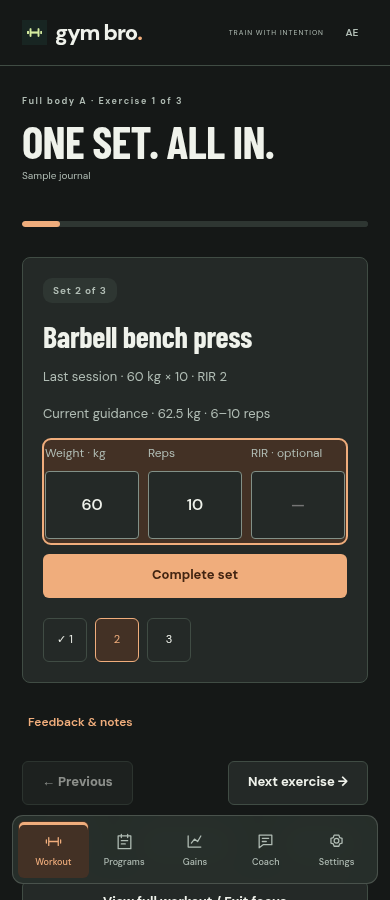 gym bro.
TRAIN WITH INTENTION
AE
Full body A · Exercise 1 of 3
ONE SET. ALL IN.
Sample journal
Set 2 of 3
Barbell bench press
Last session · 60 kg × 10 · RIR 2
Current guidance · 62.5 kg · 6–10 reps
Weight · kg
Reps
RIR · optional
60
10
—
Complete set
✓ 1
2
3
Feedback & notes
← Previous
Next exercise →
Workout
Programs
Gains
Coach
Settings
View full workout / Exit focus